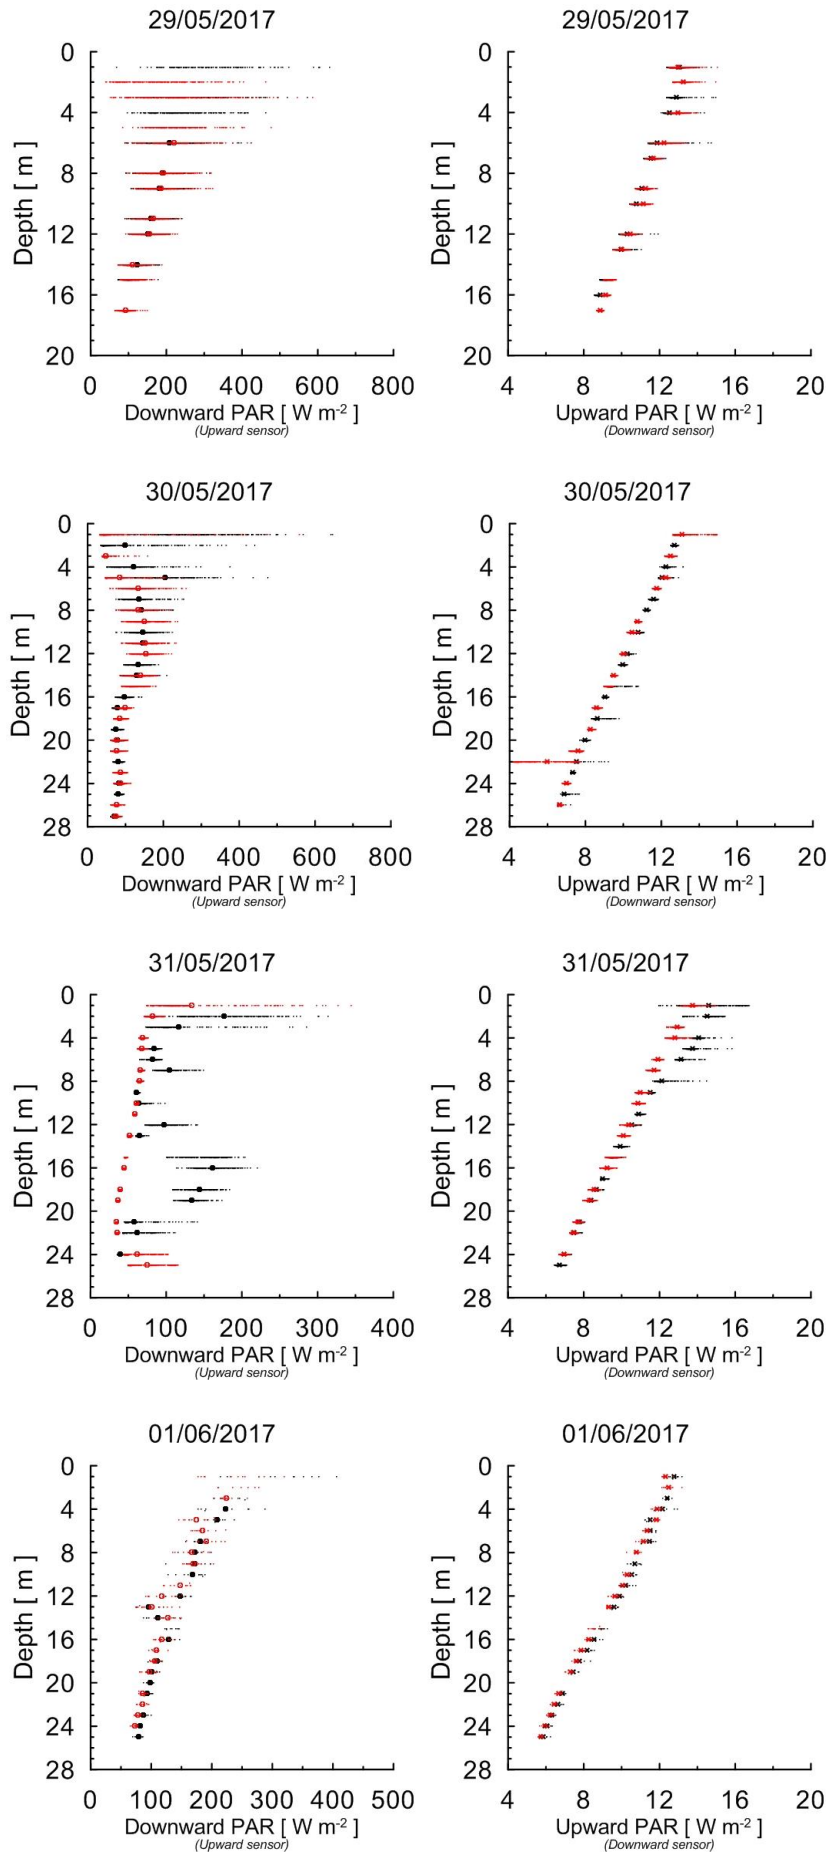 29/05/2017
29/05/2017
0
4
8
12
16
20
Depth [ m ]
0 200 400 600 800
Downward PAR [ W m-2 ]
(Upward sensor)
0
4
8
12
16
20
Depth [ m ]
4 8 12 16 20
Upward PAR [ W m-2 ]
(Downward sensor)
30/05/2017
30/05/2017
0
4
8
12
16
20
24
28
Depth [ m ]
0 200 400 600 800
Downward PAR [ W m-2 ]
(Upward sensor)
0
4
8
12
16
20
24
28
Depth [ m ]
4 8 12 16 20
Upward PAR [ W m-2 ]
(Downward sensor)
31/05/2017
31/05/2017
0
4
8
12
16
20
24
28
Depth [ m ]
0 100 200 300 400
Downward PAR [ W m-2 ]
(Upward sensor)
0
4
8
12
16
20
24
28
Depth [ m ]
4 8 12 16 20
Upward PAR [ W m-2 ]
(Downward sensor)
01/06/2017
01/06/2017
0
4
8
12
16
20
24
28
Depth [ m ]
0 100 200 300 400 500
Downward PAR [ W m-2 ]
(Upward sensor)
0
4
8
12
16
20
24
28
Depth [ m ]
4 8 12 16 20
Upward PAR [ W m-2 ]
(Downward sensor)